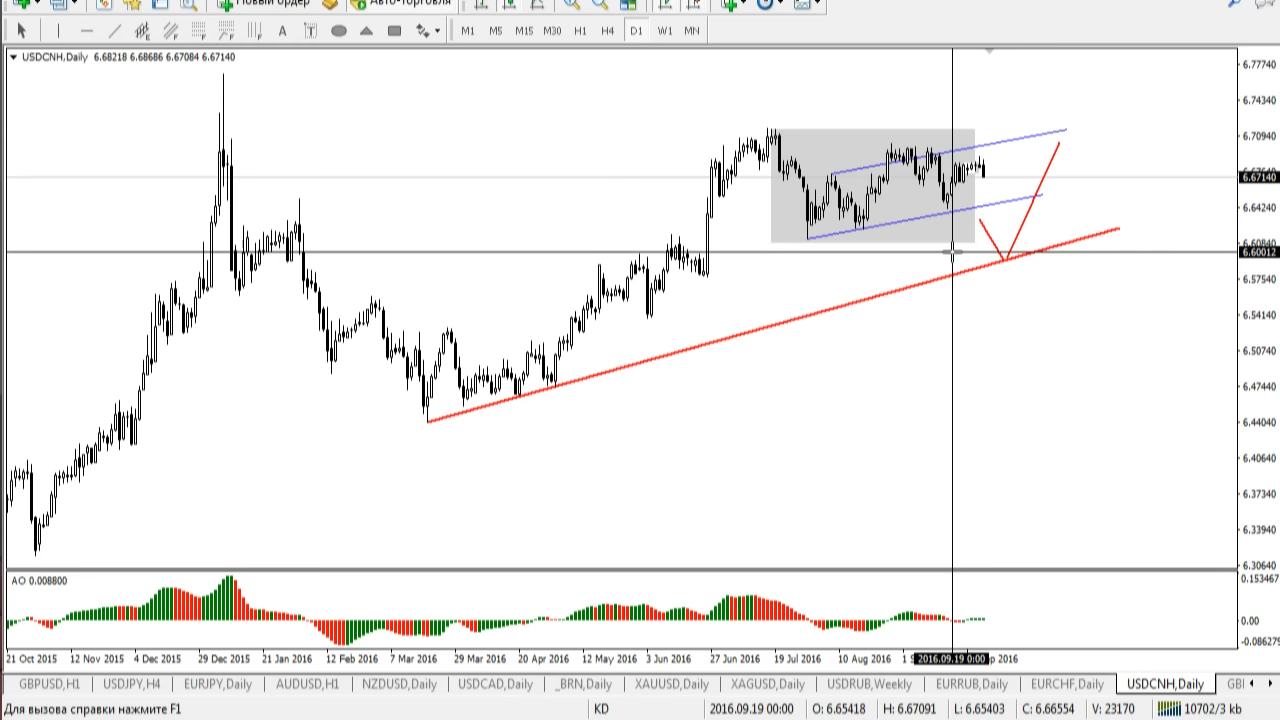 Новый ордер Авто-торговля
A T M1 M5 M15 M30 H1 H4 D1 W1 MN
USDCNH,Daily 6.68218 6.68686 6.67084 6.67140
6.77740
6.74340
6.70940
6.67140
6.64240
6.60840
6.60012
6.57540
6.54140
6.50740
6.47440
6.44040
6.40640
6.37340
6.33940
6.30640
AO 0.008800
0.153467
0.00
-0.086275
21 Oct 2015 12 Nov 2015 4 Dec 2015 29 Dec 2015 21 Jan 2016 12 Feb 2016 7 Mar 2016 29 Mar 2016 20 Apr 2016 12 May 2016 3 Jun 2016 27 Jun 2016 19 Jul 2016 10 Aug 2016 2016.09.19 0:00 2016
GBPUSD,H1 USDJPY,H4 EURJPY,Daily AUDUSD,H1 NZDUSD,Daily USDCAD,Daily _BRN,Daily XAUUSD,Daily XAGUSD,Daily USDRUB,Weekly EURRUB,Daily EURCHF,Daily USDCNH,Daily
Для вызова справки нажмите F1 KD 2016.09.19 00:00 O: 6.65418 H: 6.67091 L: 6.65403 C: 6.66554 V: 23170 10702/3 kb